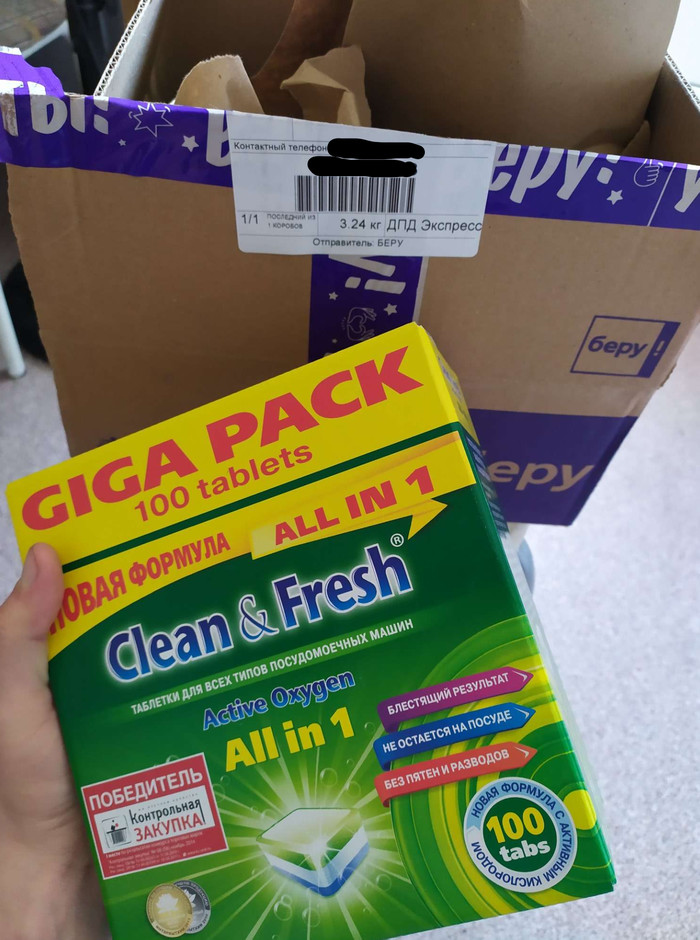 Контактный телефон
1/1 ПОСЛЕДНИЙ ИЗ 1 КОРОБОВ 3.24 кг ДПД Экспресс
Отправитель: БЕРУ
беру
GIGA PACK
100 tablets
НОВАЯ ФОРМУЛА ALL IN 1
Clean & Fresh®
ТАБЛЕТКИ ДЛЯ ВСЕХ ТИПОВ ПОСУДОМОЕЧНЫХ МАШИН
Active Oxygen
All in 1
БЛЕСТЯЩИЙ РЕЗУЛЬТАТ
НЕ ОСТАЕТСЯ НА ПОСУДЕ
БЕЗ ПЯТЕН И РАЗВОДОВ
ПОБЕДИТЕЛЬ
Контрольная
ЗАКУПКА
НОВАЯ ФОРМУЛА С АКТИВНЫМ КИСЛОРОДОМ
100
tabs